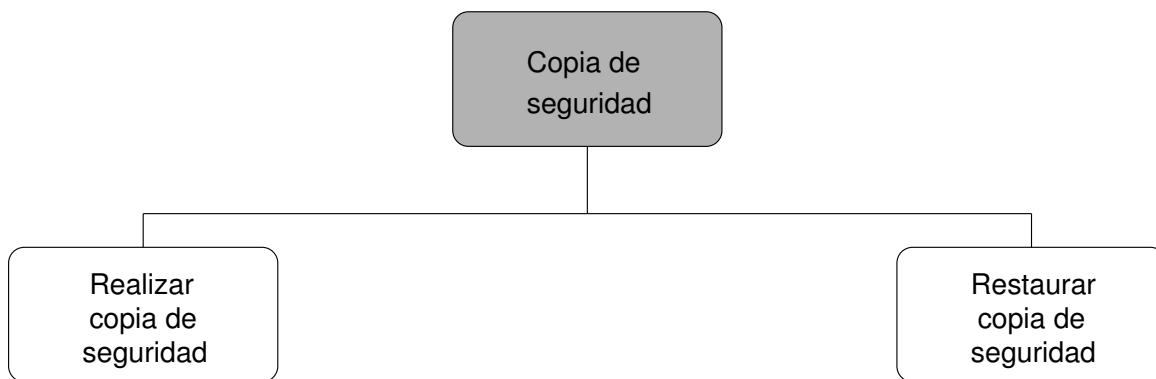 Copia de
seguridad
Realizar
copia de
seguridad
Restaurar
copia de
seguridad